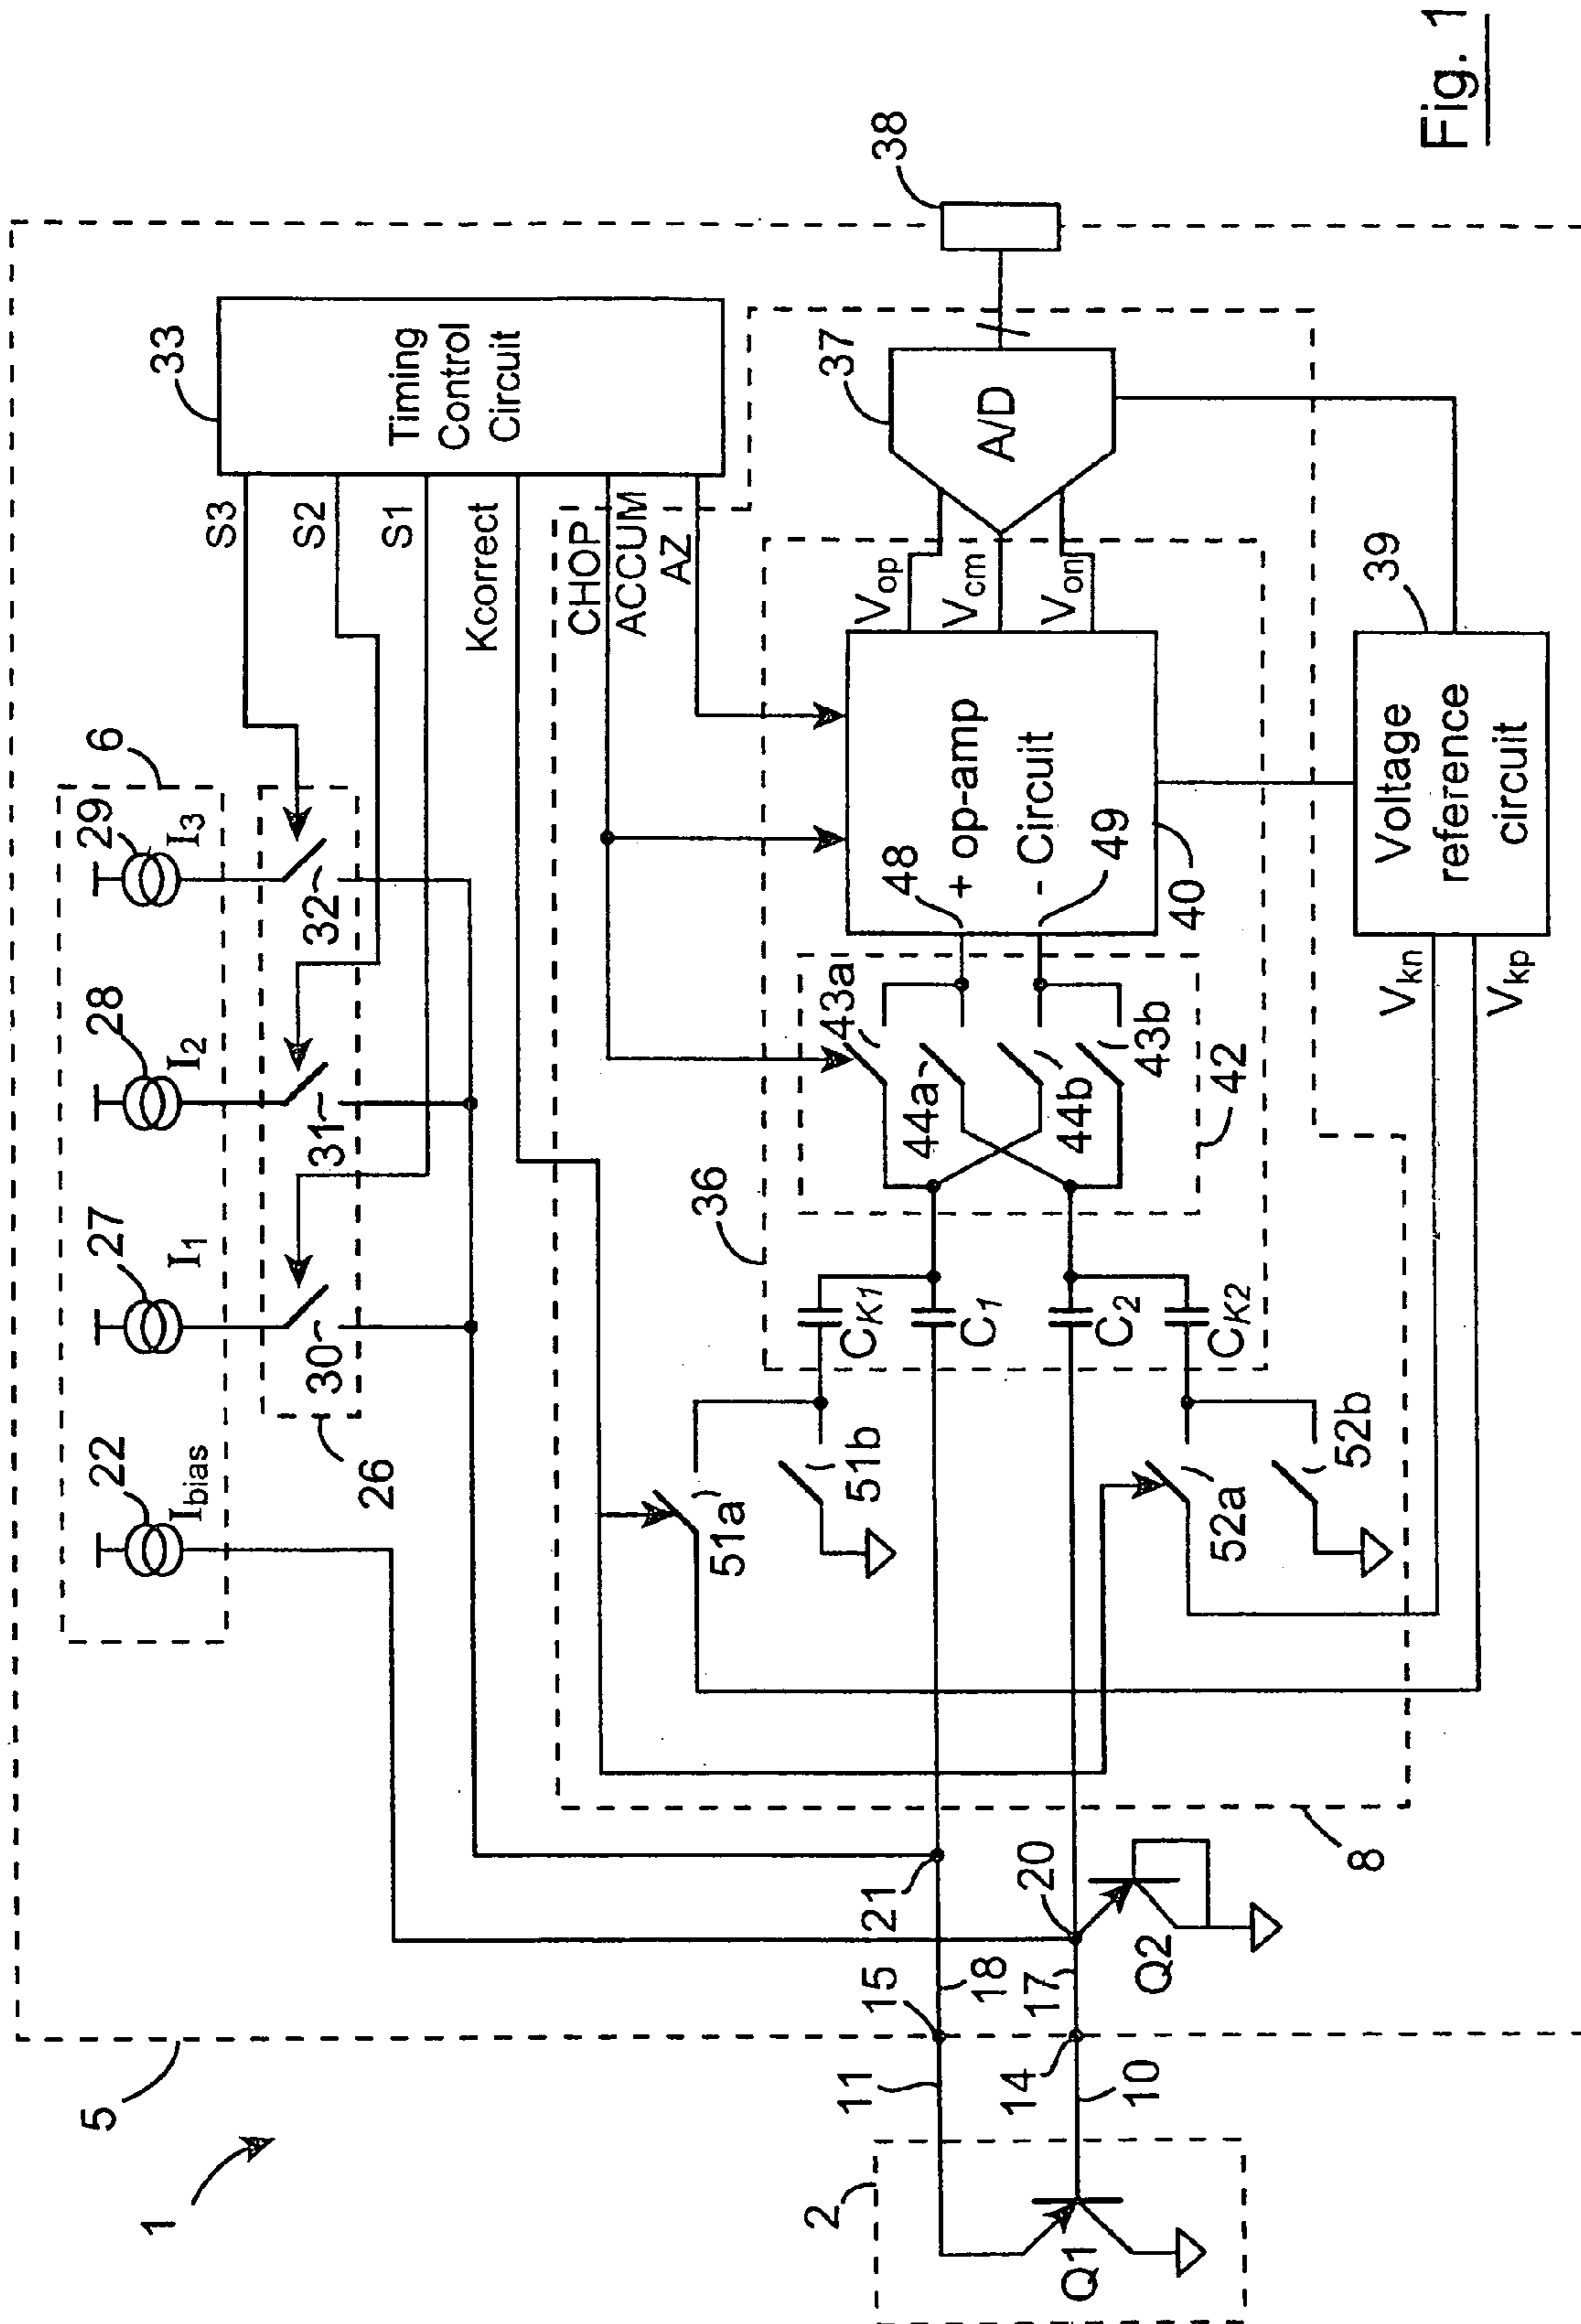 1
5
6
22
Ibias
27
I1
28
I2
29
I3
26
30
31
32
33
Timing
Control
Circuit
S3
S2
S1
Kcorrect
CHOP
ACCUM
AZ
36
CK1
C1
C2
CK2
51a
51b
52a
52b
43a
44a
44b
43b
42
48
+ op-amp
- Circuit
49
40
Vop
Vcm
Von
37
A/D
38
39
Voltage
reference
circuit
Vkn
Vkp
8
21
20
15
18
14
17
11
10
2
Q1
Q2
Fig. 1